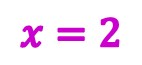 x = 2